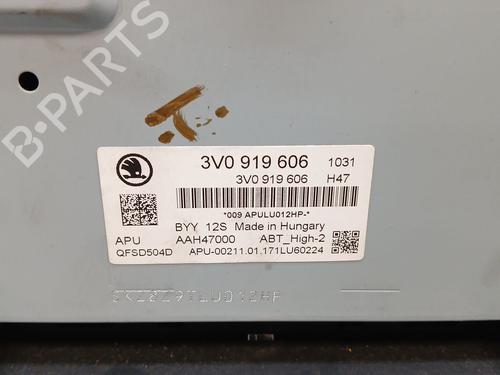 B-PARTS
3V0 919 606 1031
3V0 919 606 H47
*009 APULU012HP-*
BYY 12S Made in Hungary
APU AAH47000 ABT_High-2
QFSD504D APU-00211.01.171LU60224